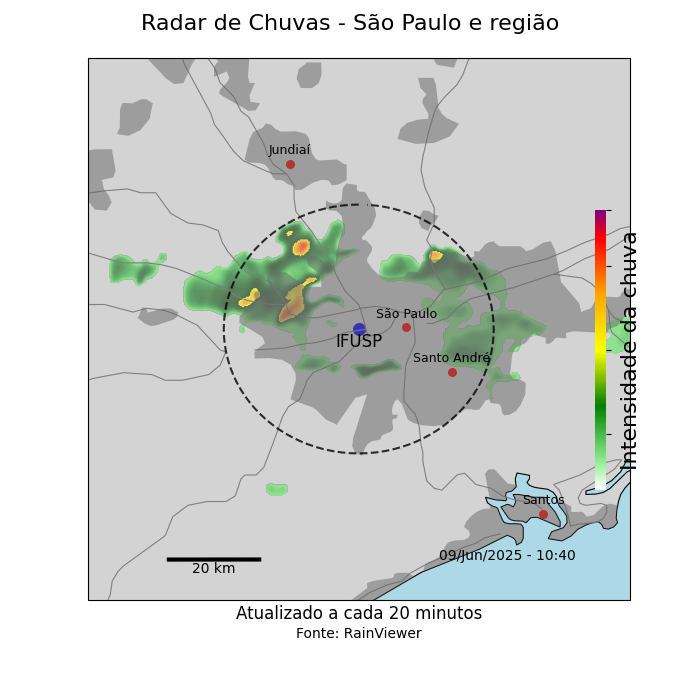 Radar de Chuvas - São Paulo e região
Jundiaí
São Paulo
IFUSP
Santo André
Intensidade da chuva
Santos
09/Jun/2025 - 10:40
20 km
Atualizado a cada 20 minutos
Fonte: RainViewer